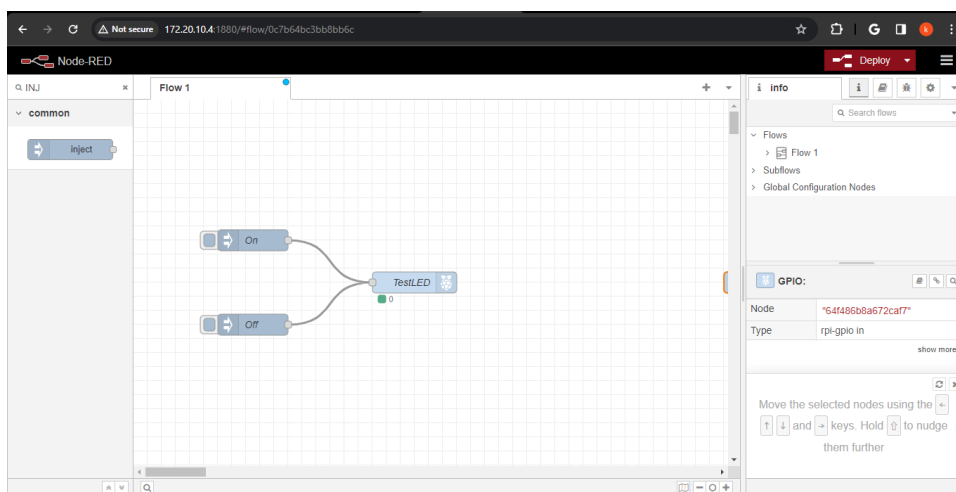 Not secure 172.20.10.4:1880/#flow/0c7b64bc3bb8bb6c G k
Node-RED Deploy
INJ Flow 1 i info i
Search flows
common
inject
Flows
Flow 1
Subflows
Global Configuration Nodes
On
TestLED
0
Off
GPIO:
Node "64f486b8a672caf7"
Type rpi-gpio in
show more
Move the selected nodes using the ←
↑ ↓ and → keys. Hold ⇧ to nudge
them further